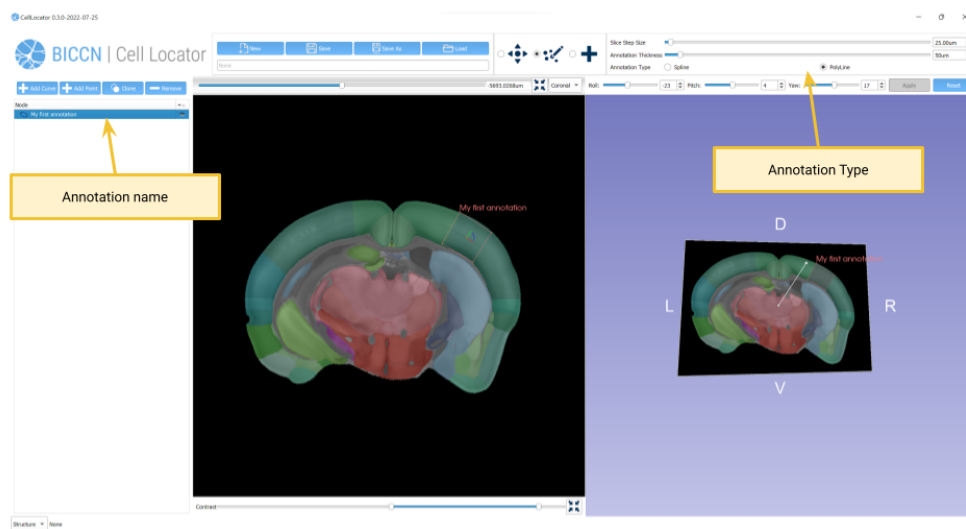 CellLocator 0.3.0-2022-07-25
BICCN | Cell Locator
New
Save
Save As
Load
None
Slice Step Size
25.00um
Annotation Thickness
50um
Annotation Type
Spline
PolyLine
Add Curve
Add Point
Clone
Remove
-5693.0288um
Coronal
Roll:
-23
Pitch:
4
Yaw:
17
Apply
Reset
Node
My first annotation
Annotation name
Annotation Type
My first annotation
D
My first annotation
L
R
V
Contrast
Structure
None